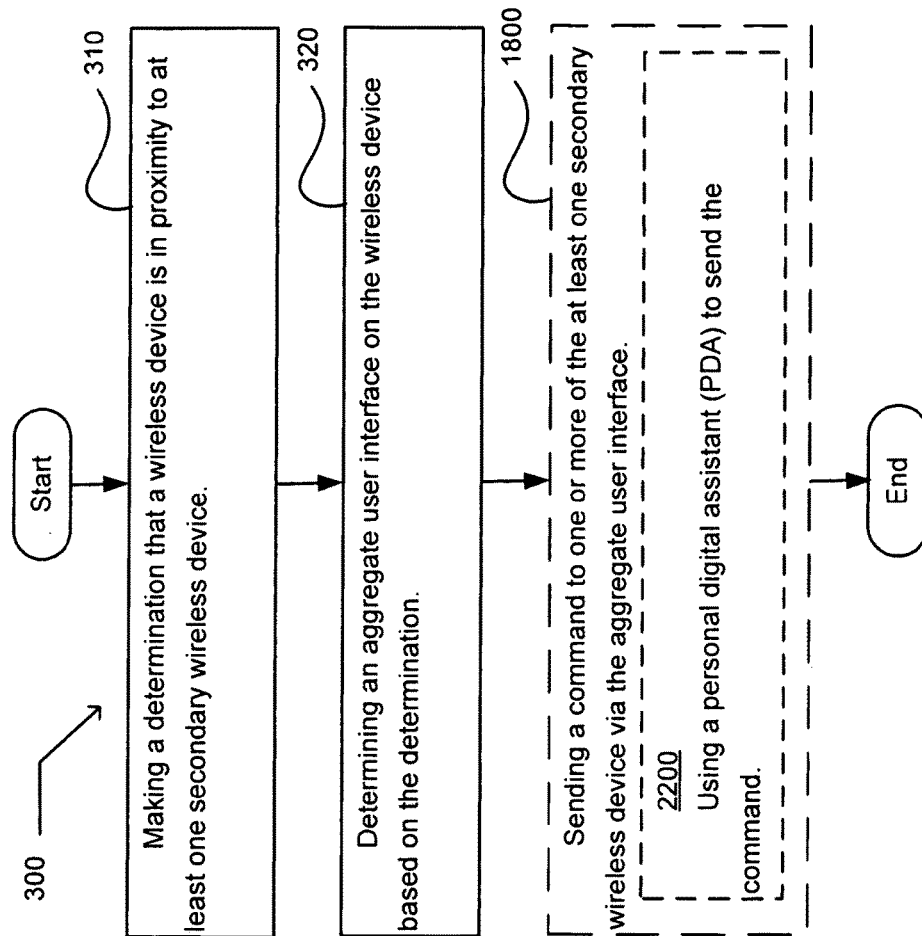 300
Start
310
Making a determination that a wireless device is in proximity to at
least one secondary wireless device.
320
Determining an aggregate user interface on the wireless device
based on the determination.
1800
Sending a command to one or more of the at least one secondary
wireless device via the aggregate user interface.
2200
Using a personal digital assistant (PDA) to send the
command.
End